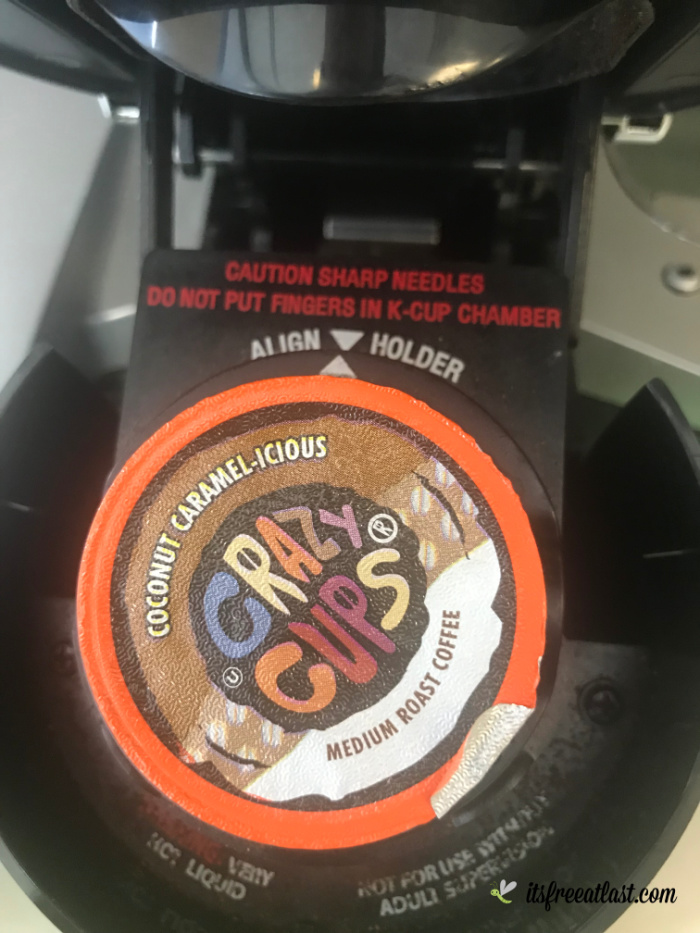 CAUTION SHARP NEEDLES
DO NOT PUT FINGERS IN K-CUP CHAMBER
ALIGN HOLDER
COCONUT CARAMEL-ICIOUS
CRAZY
CUPS®
U
MEDIUM ROAST COFFEE
VERY
HOT LIQUID
NOT FOR USE WITHOUT
ADULT SUPERVISION
itsfreeatlast.com